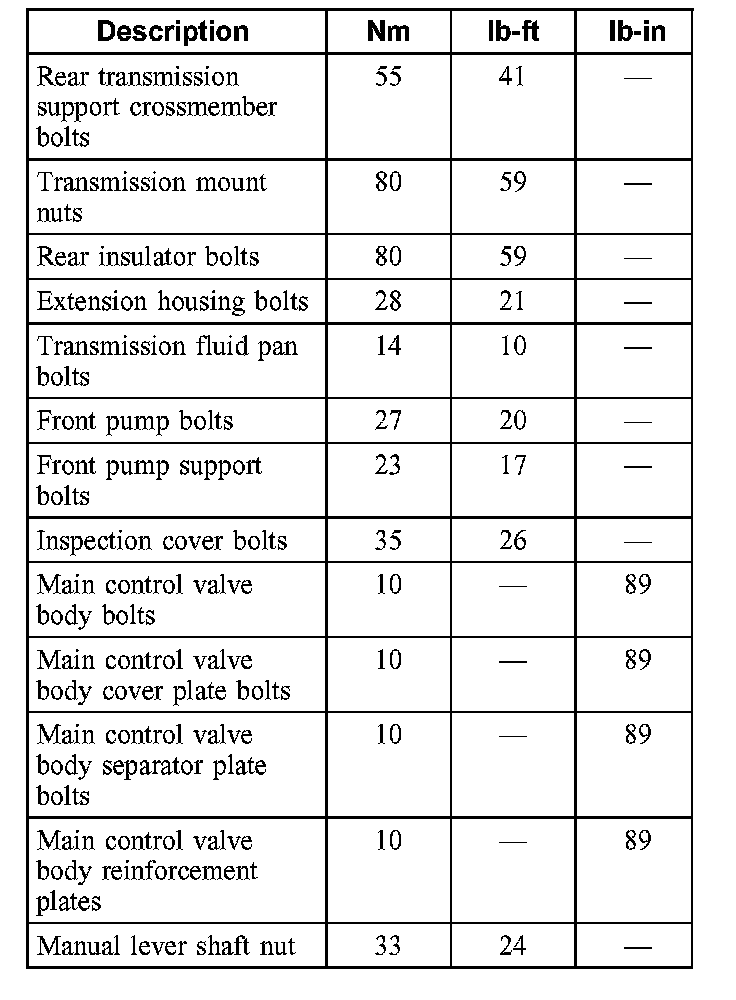 Description Nm lb-ft lb-in
Rear transmission 55 41 —
support crossmember
bolts
Transmission mount 80 59 —
nuts
Rear insulator bolts 80 59 —
Extension housing bolts 28 21 —
Transmission fluid pan 14 10 —
bolts
Front pump bolts 27 20 —
Front pump support 23 17 —
bolts
Inspection cover bolts 35 26 —
Main control valve 10 — 89
body bolts
Main control valve 10 — 89
body cover plate bolts
Main control valve 10 — 89
body separator plate
bolts
Main control valve 10 — 89
body reinforcement
plates
Manual lever shaft nut 33 24 —